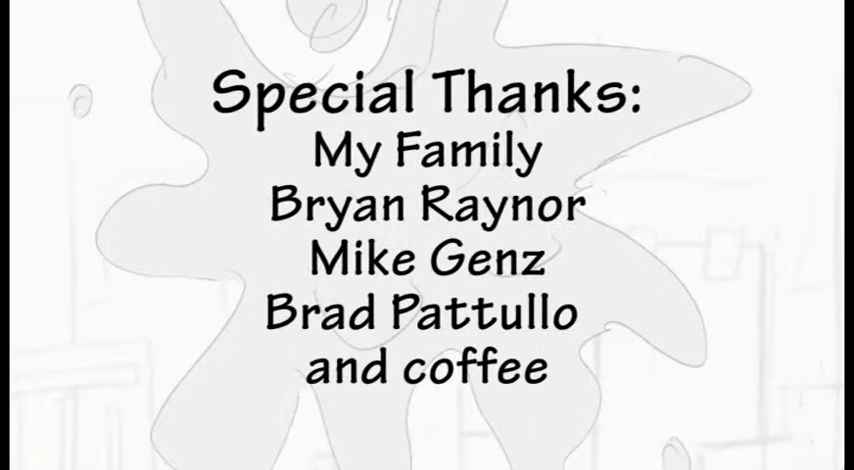 Special Thanks:
My Family
Bryan Raynor
Mike Genz
Brad Pattullo
and coffee